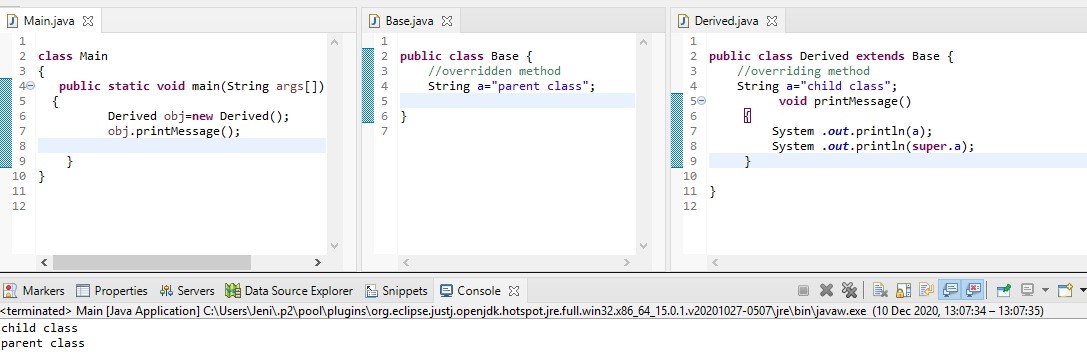 Main.java
1
2 class Main
3 {
4 public static void main(String args[])
5 {
6 Derived obj=new Derived();
7 obj.printMessage();
8
9 }
10 }
11
12
Base.java
1
2 public class Base {
3 //overridden method
4 String a="parent class";
5
6 }
7
Derived.java
1
2 public class Derived extends Base {
3 //overriding method
4 String a="child class";
5 void printMessage()
6 {
7 System .out.println(a);
8 System .out.println(super.a);
9 }
10
11 }
12
Markers Properties Servers Data Source Explorer Snippets Console
<terminated> Main [Java Application] C:\Users\Jeni\.p2\pool\plugins\org.eclipse.justj.openjdk.hotspot.jre.full.win32.x86_64_15.0.1.v20201027-0507\jre\bin\javaw.exe (10 Dec 2020, 13:07:34 – 13:07:35)
child class
parent class